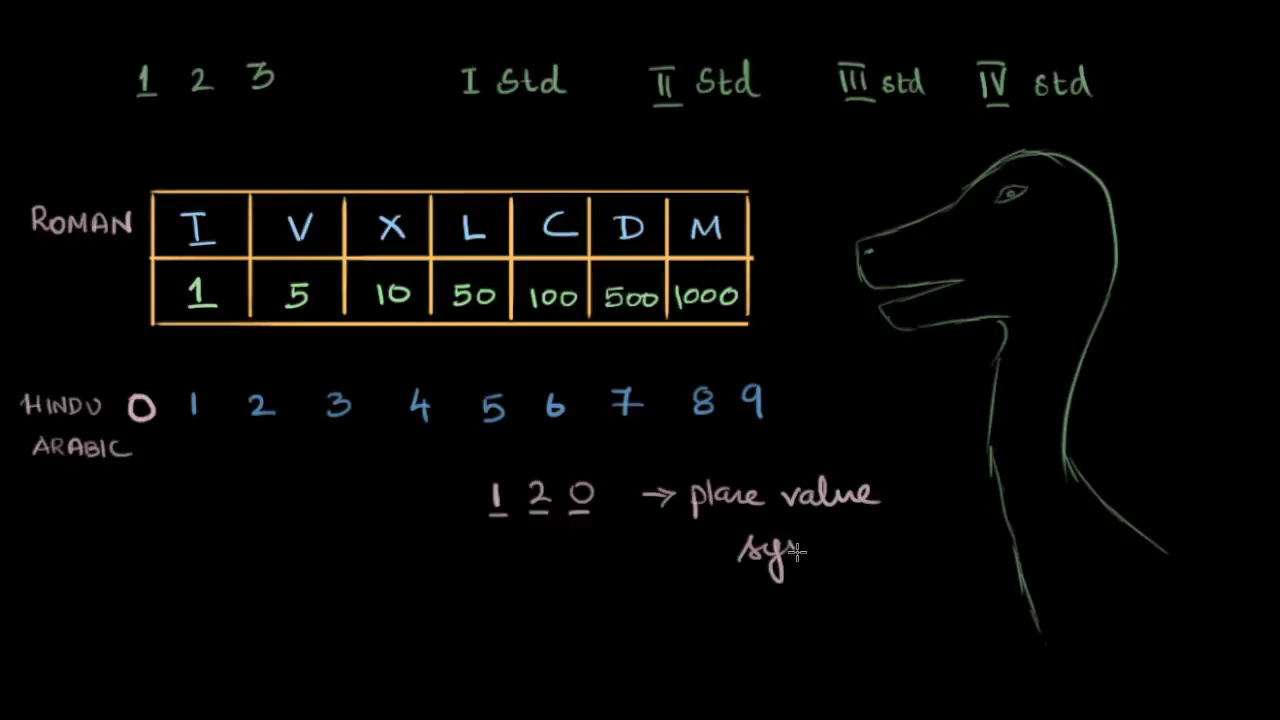 1 2 3 I Std II Std III std IV std
ROMAN I V X L C D M
1 5 10 50 100 500 1000
HINDU 0 1 2 3 4 5 6 7 8 9
ARABIC
1 2 0 → place value
sys